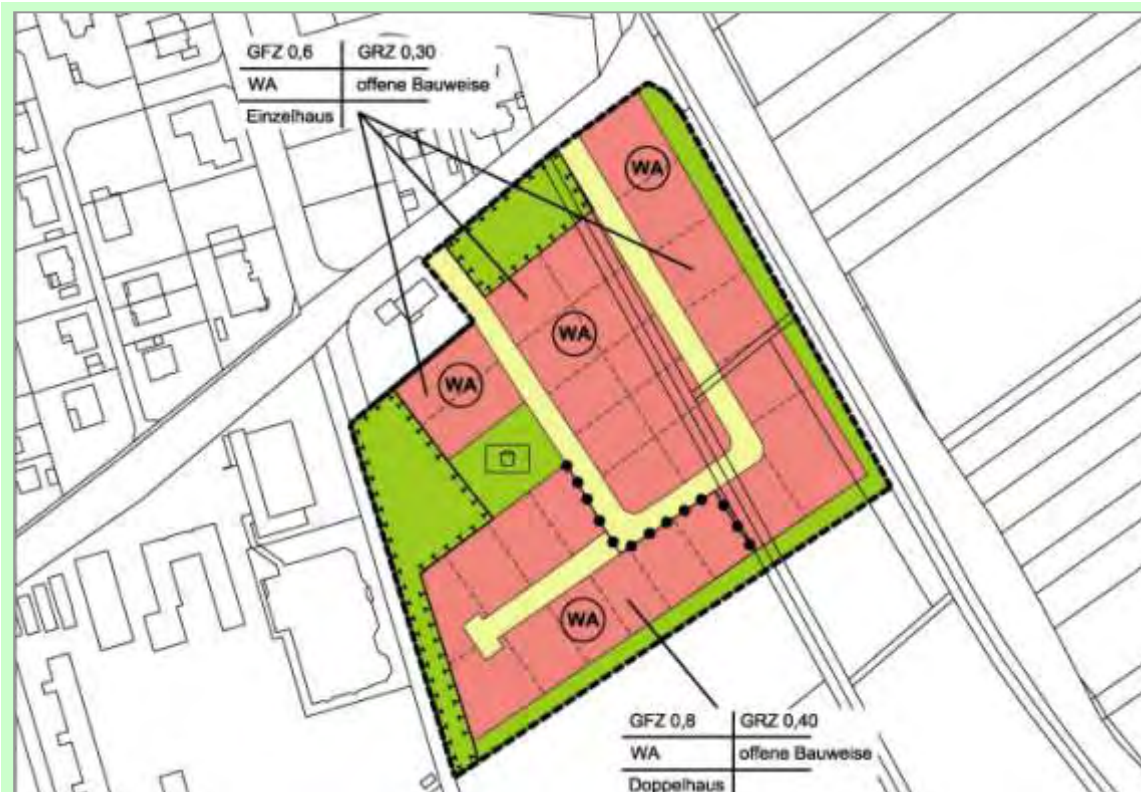 GFZ 0,6 GRZ 0,30
WA offene Bauweise
Einzelhaus
WA
WA
WA
WA
GFZ 0,8 GRZ 0,40
WA offene Bauweise
Doppelhaus